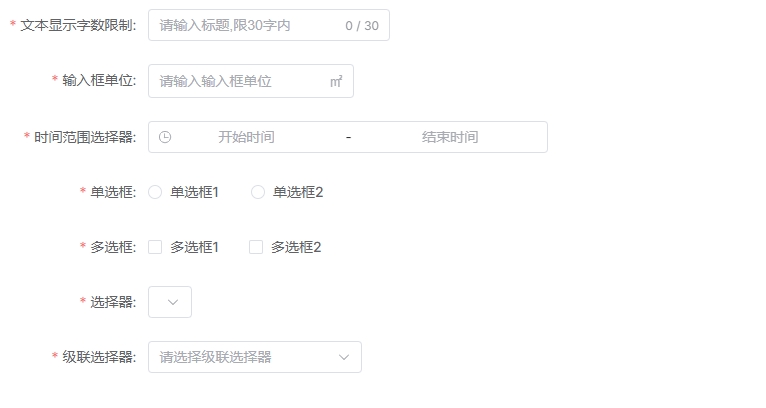 * 文本显示字数限制: 请输入标题,限30字内 0 / 30
* 输入框单位: 请输入输入框单位 ㎡
* 时间范围选择器: 开始时间 - 结束时间
* 单选框: 单选框1 单选框2
* 多选框: 多选框1 多选框2
* 选择器:
* 级联选择器: 请选择级联选择器